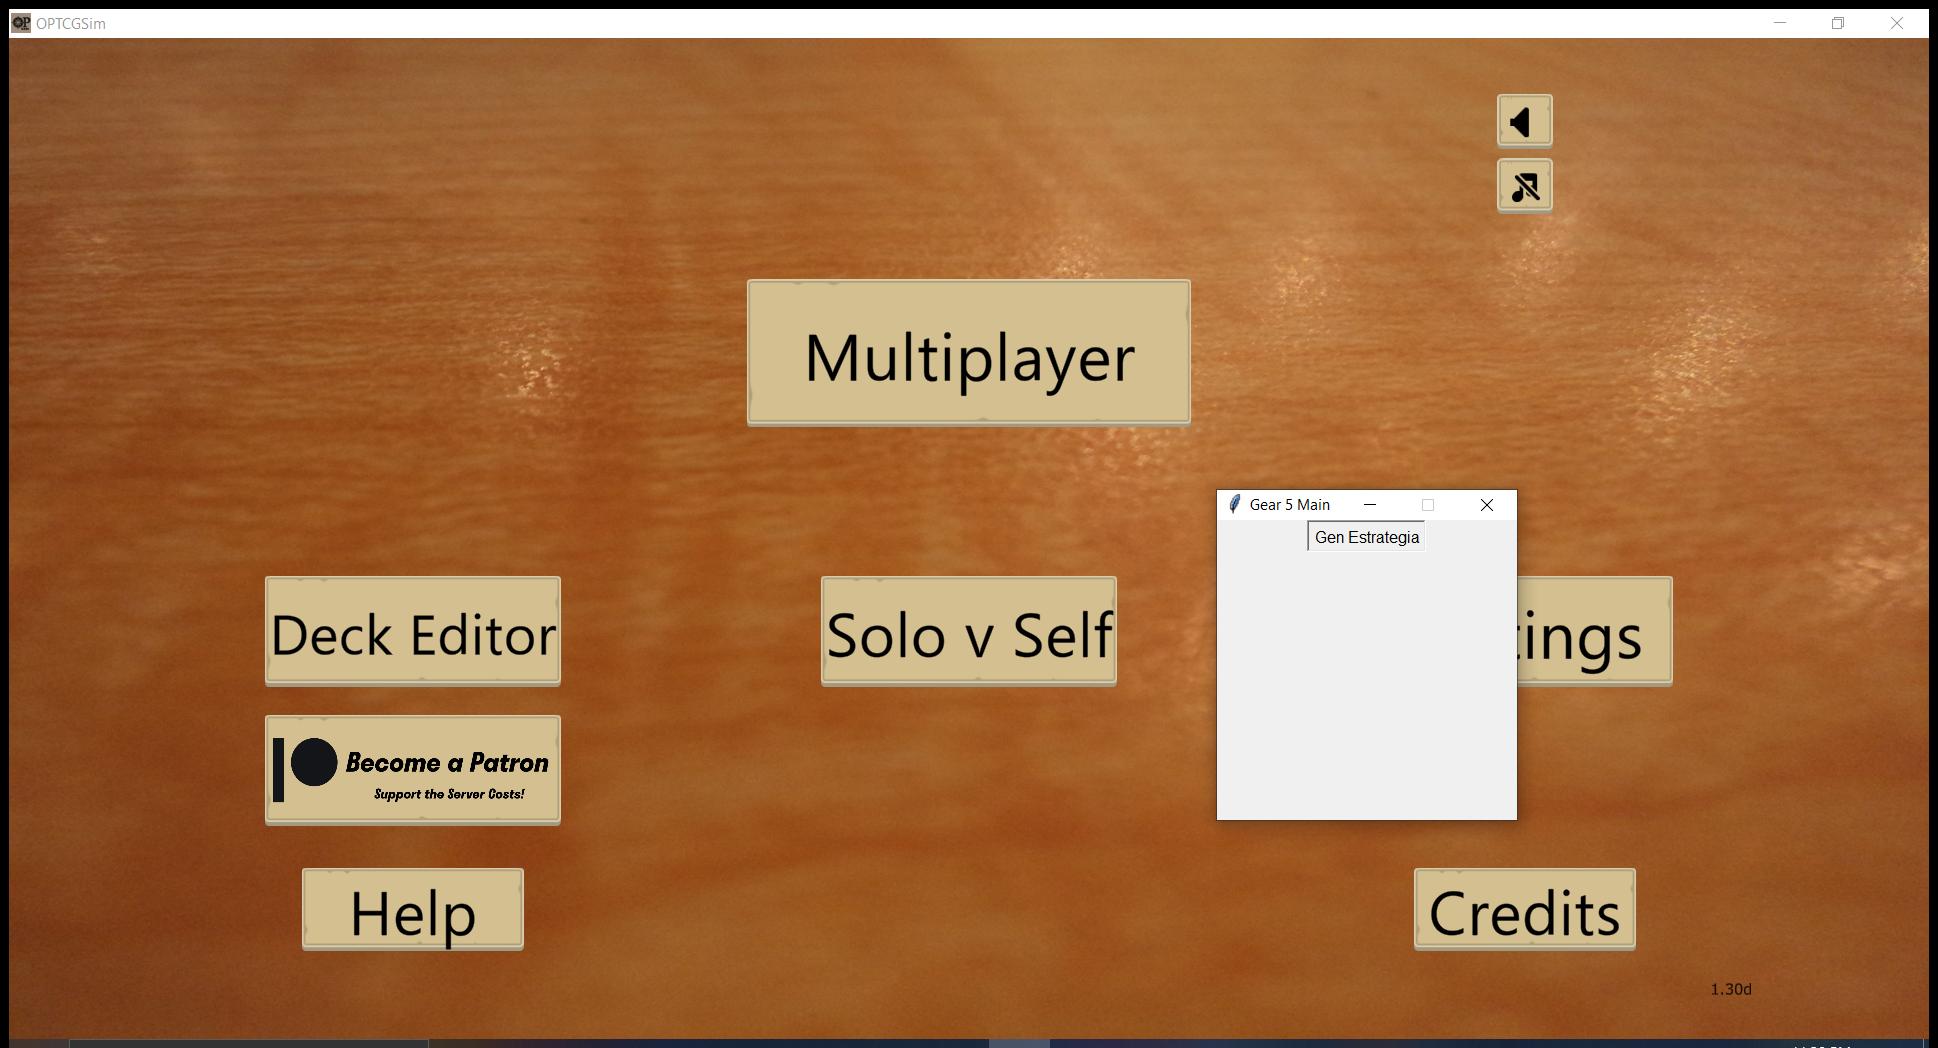 OPTCGSim
Multiplayer
Gear 5 Main
Gen Estrategia
Deck Editor
Solo v Self
tings
Become a Patron
Support the Server Costs!
Help
Credits
1.30d